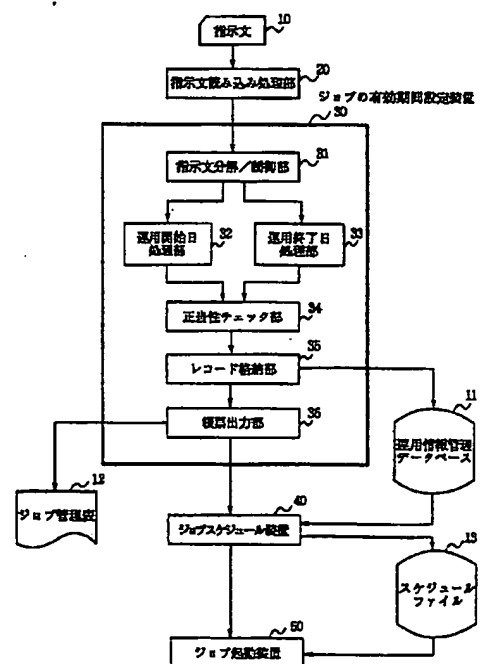 10
指示文
20
指示文読み込み処理部
ジョブの有効期間設定装置
30
31
指示文分解／制御部
運用開始日
処理部
32
運用終了日
処理部
33
34
正当性チェック部
35
レコード格納部
36
帳票出力部
11
運用情報管理
データベース
12
ジョブ管理表
40
ジョブスケジュール装置
13
スケジュール
ファイル
50
ジョブ起動装置